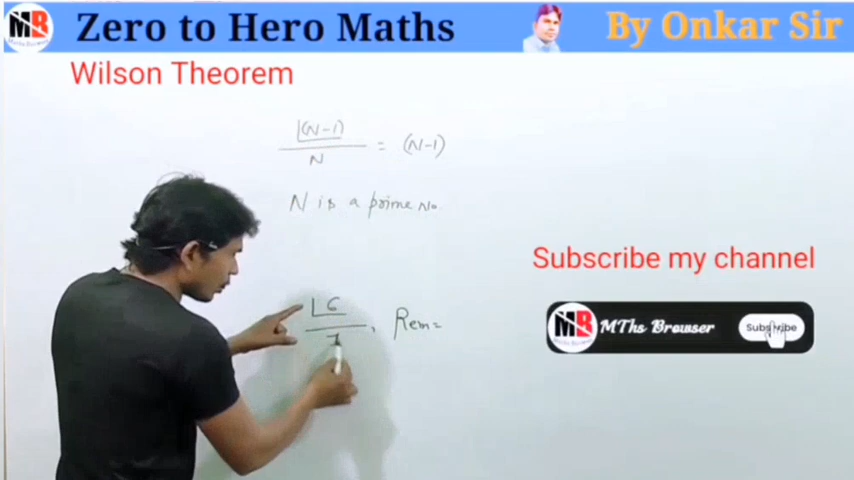 MB Zero to Hero Maths By Onkar Sir
Wilson Theorem
|(N-1)
N
= (N-1)
N is a prime No.
Subscribe my channel
|6
7
, Rem=
MB MThs Browser Subscribe